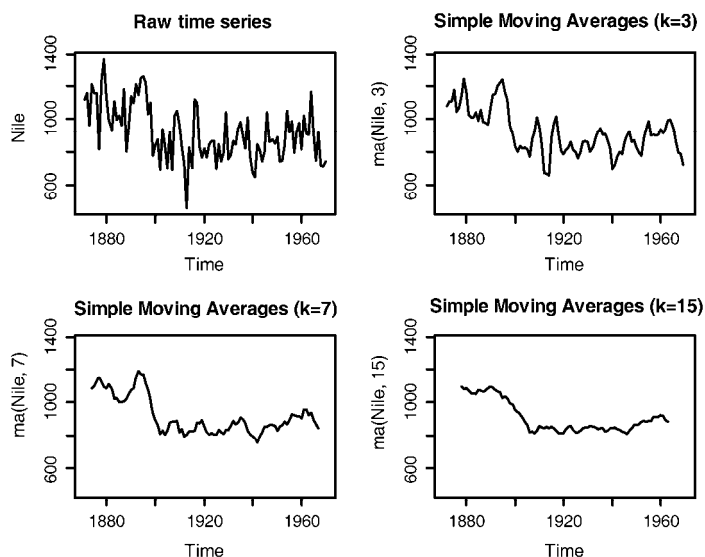 Raw time series
Nile
1400
1000
600
1880
1920
1960
Time
Simple Moving Averages (k=3)
ma(Nile, 3)
1400
1000
600
1880
1920
1960
Time
Simple Moving Averages (k=7)
ma(Nile, 7)
1400
1000
600
1880
1920
1960
Time
Simple Moving Averages (k=15)
ma(Nile, 15)
1400
1000
600
1880
1920
1960
Time